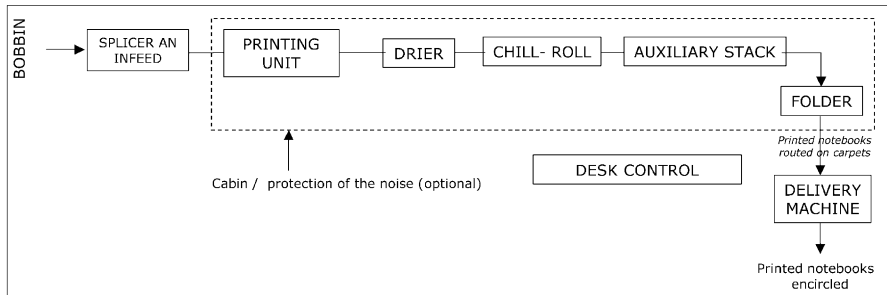 BOBBIN
SPLICER AN
INFEED
PRINTING
UNIT
DRIER
CHILL- ROLL
AUXILIARY STACK
FOLDER
Printed notebooks
routed on carpets
Cabin / protection of the noise (optional)
DESK CONTROL
DELIVERY
MACHINE
Printed notebooks
encircled